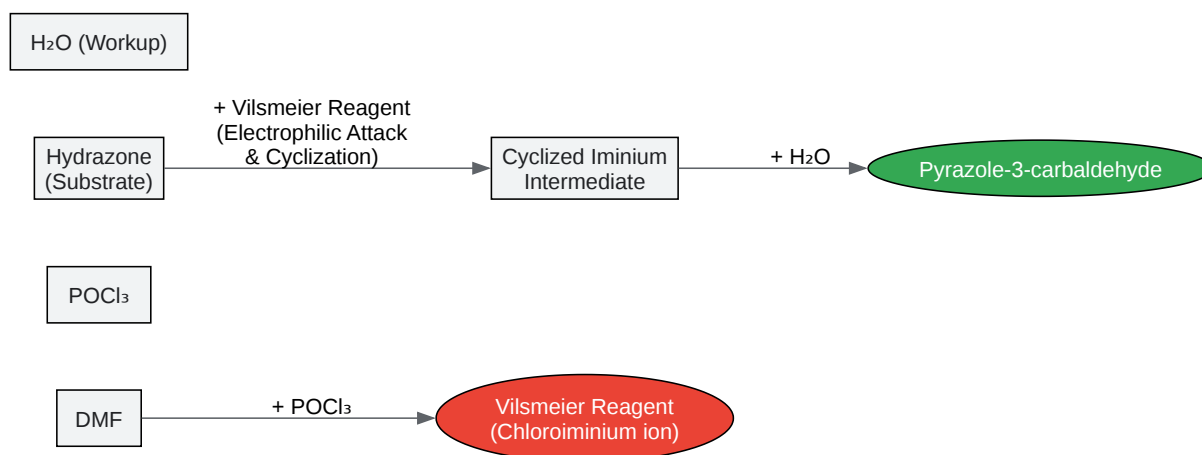 H₂O (Workup)
+ Vilsmeier Reagent
(Electrophilic Attack
& Cyclization)
Hydrazone
(Substrate)
Cyclized Iminium
Intermediate
+ H₂O
Pyrazole-3-carbaldehyde
POCl₃
DMF
+ POCl₃
Vilsmeier Reagent
(Chloroiminium ion)